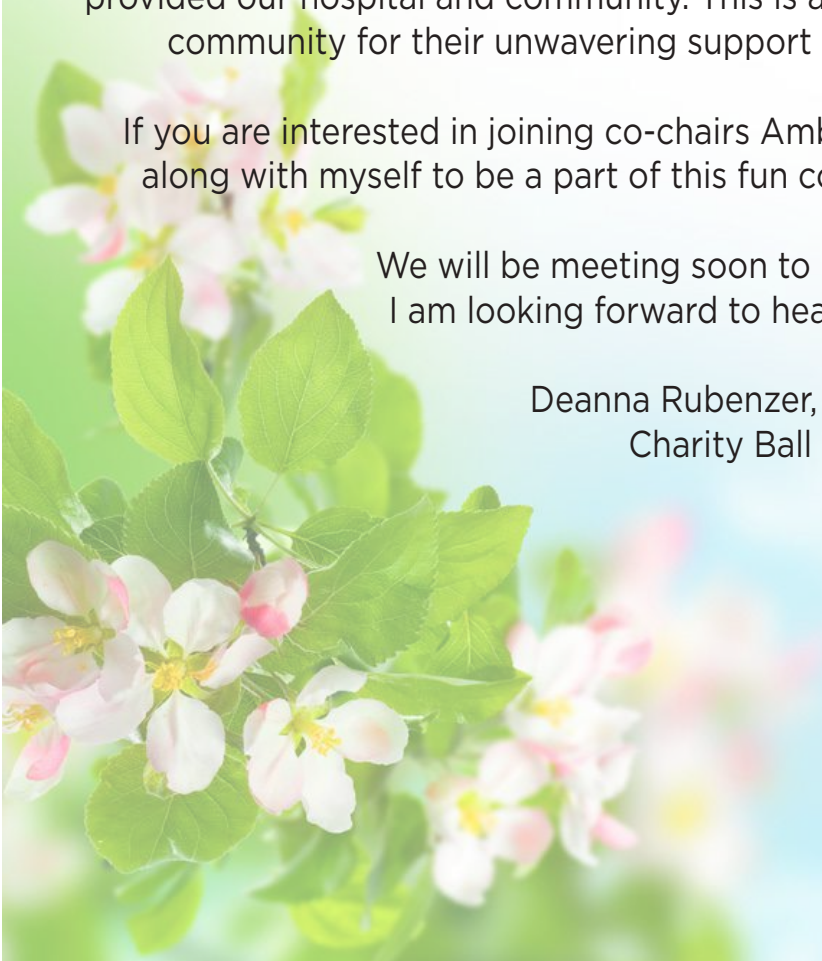 provided our hospital and community. This is a
community for their unwavering support
If you are interested in joining co-chairs Amb
along with myself to be a part of this fun co
We will be meeting soon to
I am looking forward to hea
Deanna Rubenzer,
Charity Ball